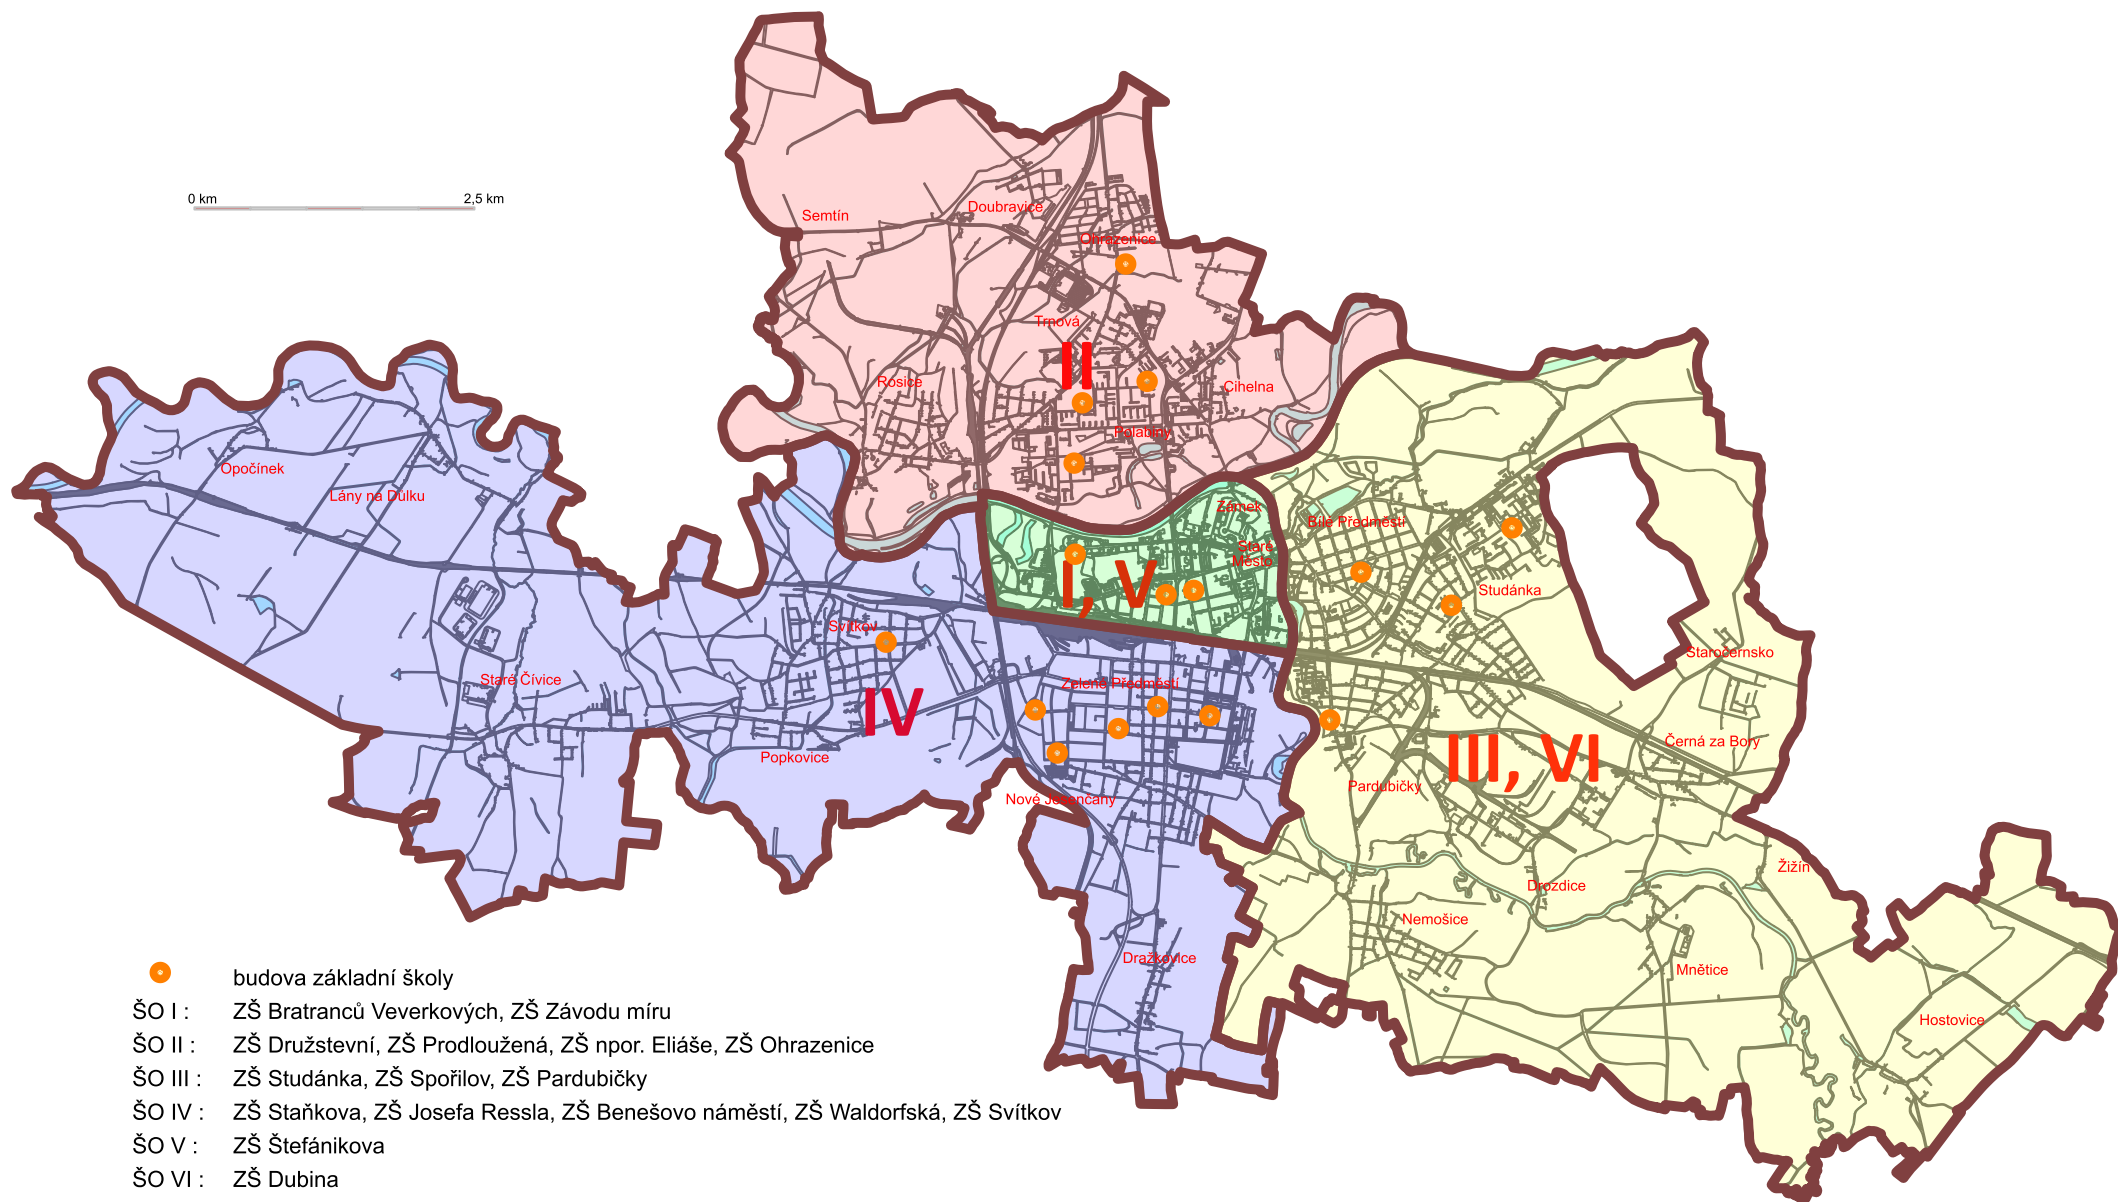 0 km 2,5 km
Semtín
Doubravice
Ohrazenice
Trnová
II
Rosice
Cihelna
Polabiny
Opočínek
Lány na Důlku
Zámek
Bílé Předměstí
Staré
Město
I, V
Studánka
Svítkov
Staročernsko
Staré Čívice
Zelené Předměstí
IV
Černá za Bory
Popkovice
III, VI
Pardubičky
Nové Jesenčany
Žižín
Drozdice
Nemošice
Dražkovice
Mnětice
Hostovice
budova základní školy
ŠO I : ZŠ Bratranců Veverkových, ZŠ Závodu míru
ŠO II : ZŠ Družstevní, ZŠ Prodloužená, ZŠ npor. Eliáše, ZŠ Ohrazenice
ŠO III : ZŠ Studánka, ZŠ Spořilov, ZŠ Pardubičky
ŠO IV : ZŠ Staňkova, ZŠ Josefa Ressla, ZŠ Benešovo náměstí, ZŠ Waldorfská, ZŠ Svítkov
ŠO V : ZŠ Štefánikova
ŠO VI : ZŠ Dubina